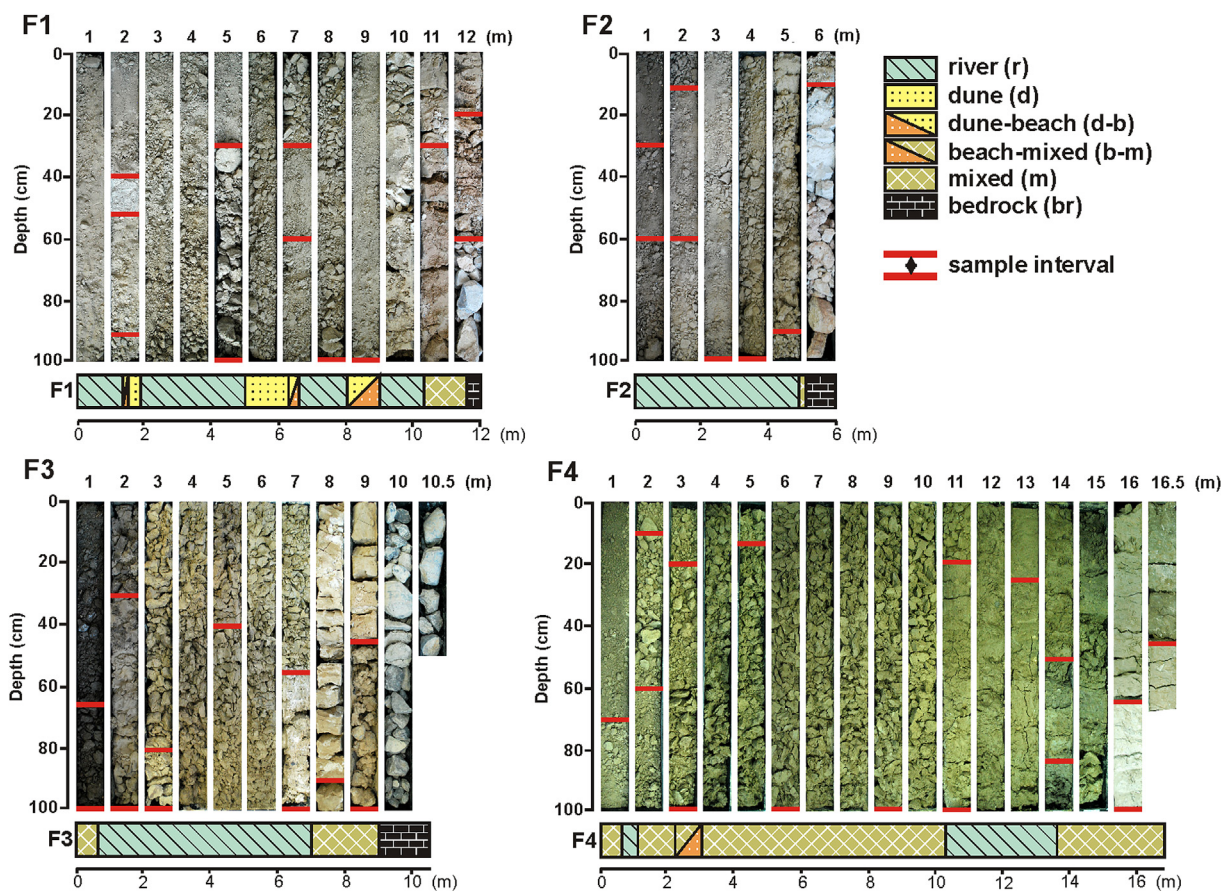 F1
1 2 3 4 5 6 7 8 9 10 11 12 (m)
0
20
40
60
80
100
Depth (cm)
F1
0 2 4 6 8 10 12 (m)
F2
1 2 3 4 5 6 (m)
0
20
40
60
80
100
Depth (cm)
F2
0 2 4 6 (m)
river (r)
dune (d)
dune-beach (d-b)
beach-mixed (b-m)
mixed (m)
bedrock (br)
sample interval
F3
1 2 3 4 5 6 7 8 9 10 10.5 (m)
0
20
40
60
80
100
Depth (cm)
F3
0 2 4 6 8 10 (m)
F4
1 2 3 4 5 6 7 8 9 10 11 12 13 14 15 16 16.5 (m)
0
20
40
60
80
100
Depth (cm)
F4
0 2 4 6 8 10 12 14 16 (m)